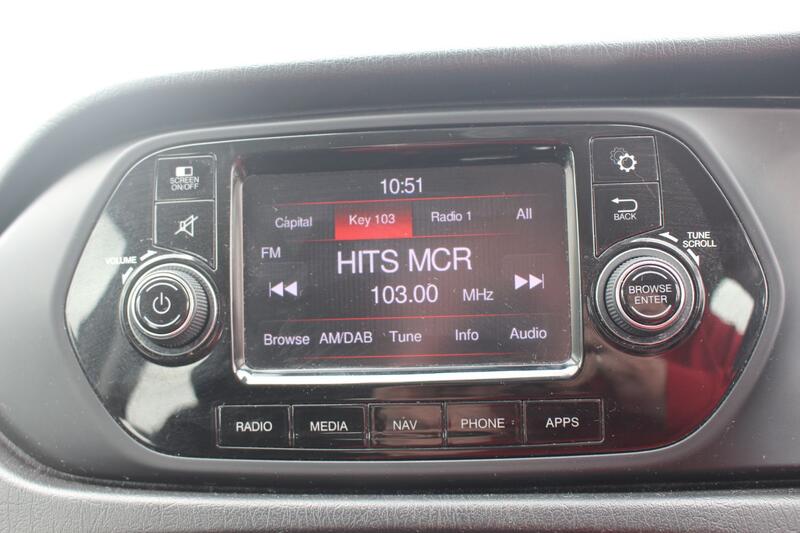 10:51
Capital Key 103 Radio 1 All
FM
HITS MCR
103.00 MHz
Browse AM/DAB Tune Info Audio
SCREEN
ON/OFF
VOLUME
BACK
TUNE
SCROLL
BROWSE
ENTER
RADIO MEDIA NAV PHONE APPS